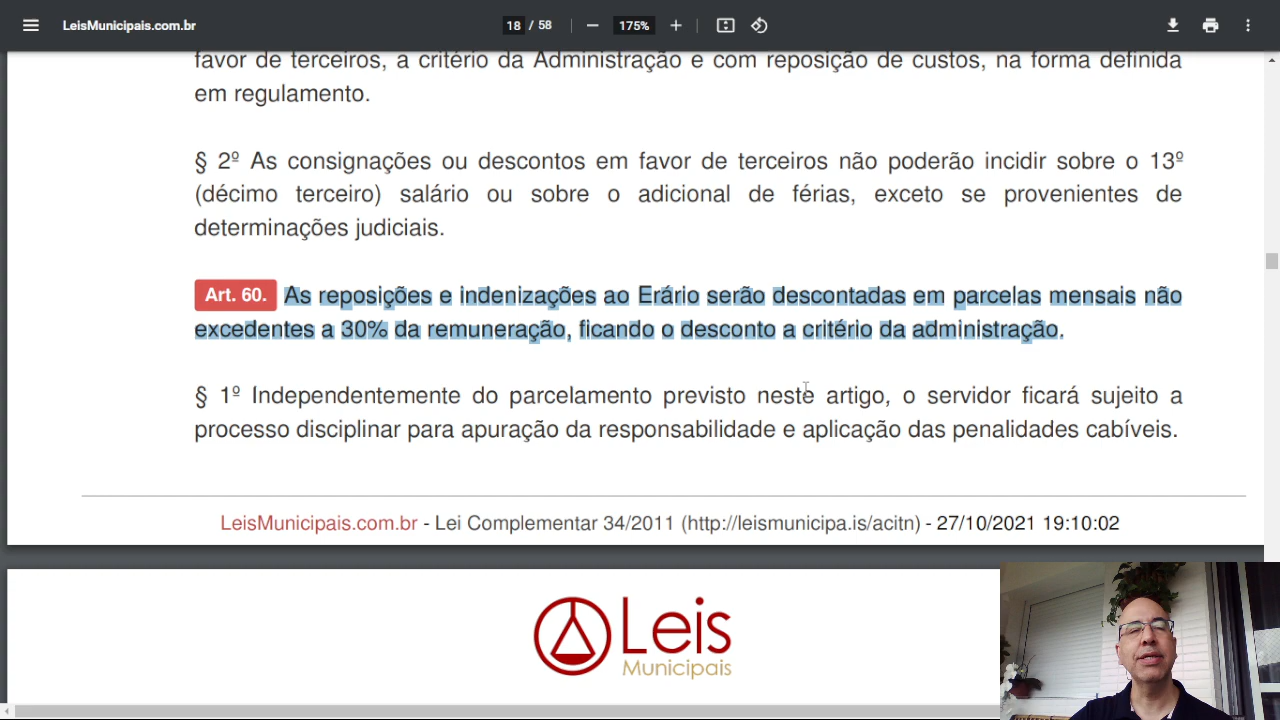 LeisMunicipais.com.br
18 / 58
175%
favor de terceiros, a critério da Administração e com reposição de custos, na forma definida
em regulamento.
§ 2º As consignações ou descontos em favor de terceiros não poderão incidir sobre o 13º
(décimo terceiro) salário ou sobre o adicional de férias, exceto se provenientes de
determinações judiciais.
Art. 60. As reposições e indenizações ao Erário serão descontadas em parcelas mensais não
excedentes a 30% da remuneração, ficando o desconto a critério da administração.
§ 1º Independentemente do parcelamento previsto neste artigo, o servidor ficará sujeito a
processo disciplinar para apuração da responsabilidade e aplicação das penalidades cabíveis.
LeisMunicipais.com.br - Lei Complementar 34/2011 (http://leismunicipa.is/acitn) - 27/10/2021 19:10:02
Leis
Municipais